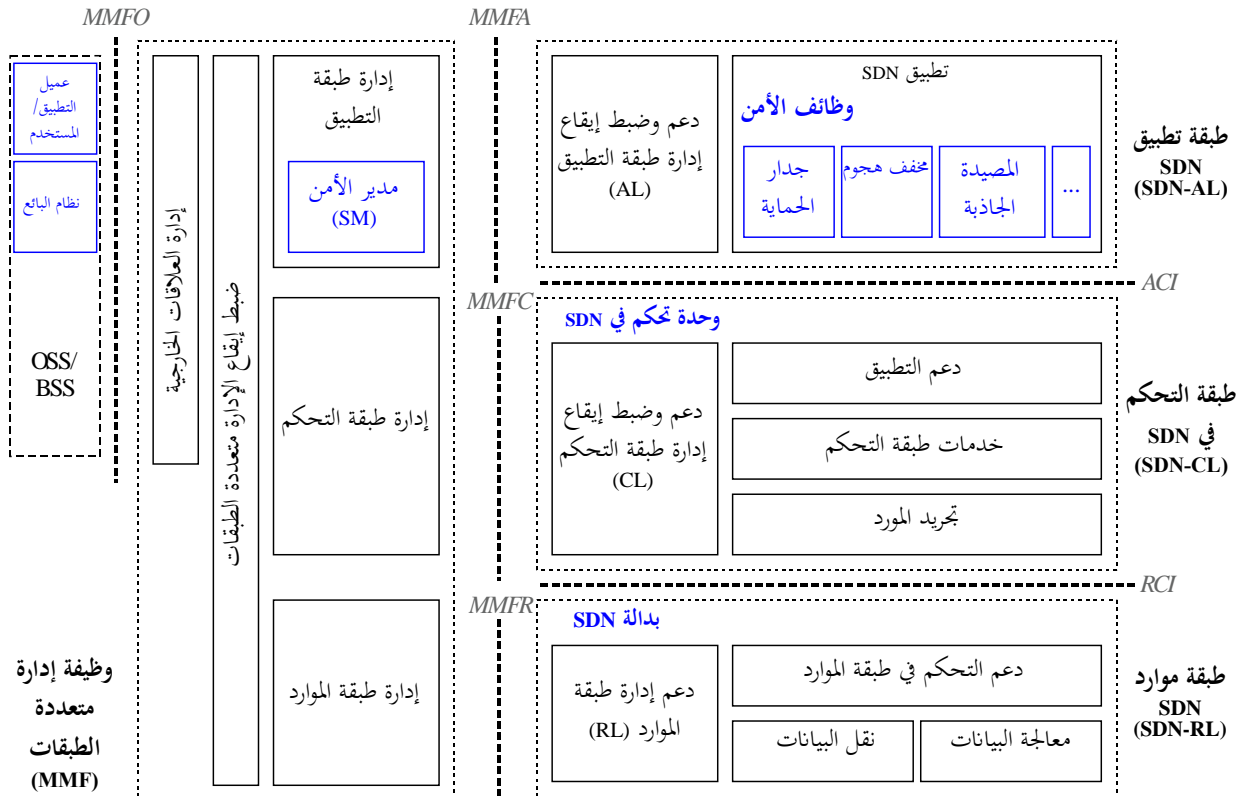 MMFO
MMFA
عميل
التطبيق/
المستخدم
نظام البائع
OSS/
BSS
إدارة العلاقات الخارجية
ضبط إيقاع الإدارة متعددة الطبقات
إدارة طبقة
التطبيق
مدير الأمن
(SM)
إدارة طبقة التحكم
إدارة طبقة الموارد
وظيفة إدارة
متعددة
الطبقات
(MMF)
دعم وضبط إيقاع
إدارة طبقة التطبيق
(AL)
تطبيق SDN
وظائف الأمن
جدار
الحماية
مخفف هجوم
المصيدة
الجاذبة
...
طبقة تطبيق
SDN
(SDN-AL)
ACI
MMFC
وحدة تحكم في SDN
دعم وضبط إيقاع
إدارة طبقة التحكم
(CL)
دعم التطبيق
خدمات طبقة التحكم
تجريد المورد
طبقة التحكم
في SDN
(SDN-CL)
RCI
MMFR
بدالة SDN
دعم إدارة طبقة
الموارد (RL)
دعم التحكم في طبقة الموارد
نقل البيانات
معالجة البيانات
طبقة موارد
SDN
(SDN-RL)